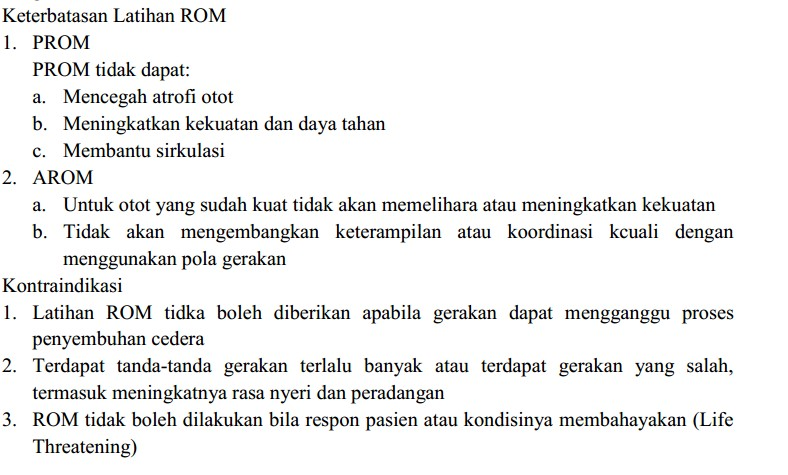 Keterbatasan Latihan ROM
1. PROM
PROM tidak dapat:
a. Mencegah atrofi otot
b. Meningkatkan kekuatan dan daya tahan
c. Membantu sirkulasi
2. AROM
a. Untuk otot yang sudah kuat tidak akan memelihara atau meningkatkan kekuatan
b. Tidak akan mengembangkan keterampilan atau koordinasi kcuali dengan
menggunakan pola gerakan
Kontraindikasi
1. Latihan ROM tidka boleh diberikan apabila gerakan dapat mengganggu proses
penyembuhan cedera
2. Terdapat tanda-tanda gerakan terlalu banyak atau terdapat gerakan yang salah,
termasuk meningkatnya rasa nyeri dan peradangan
3. ROM tidak boleh dilakukan bila respon pasien atau kondisinya membahayakan (Life
Threatening)